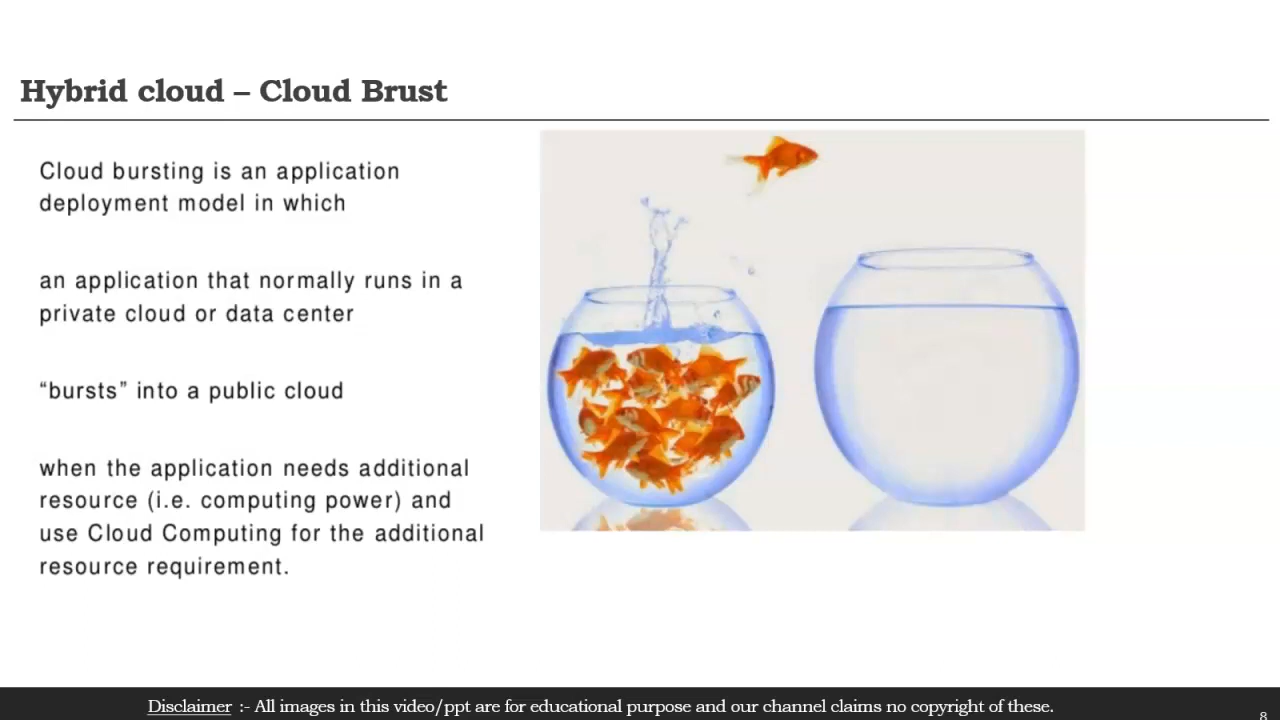 Hybrid cloud – Cloud Brust
Cloud bursting is an application
deployment model in which
an application that normally runs in a
private cloud or data center
“bursts” into a public cloud
when the application needs additional
resource (i.e. computing power) and
use Cloud Computing for the additional
resource requirement.
Disclaimer :- All images in this video/ppt are for educational purpose and our channel claims no copyright of these.
8